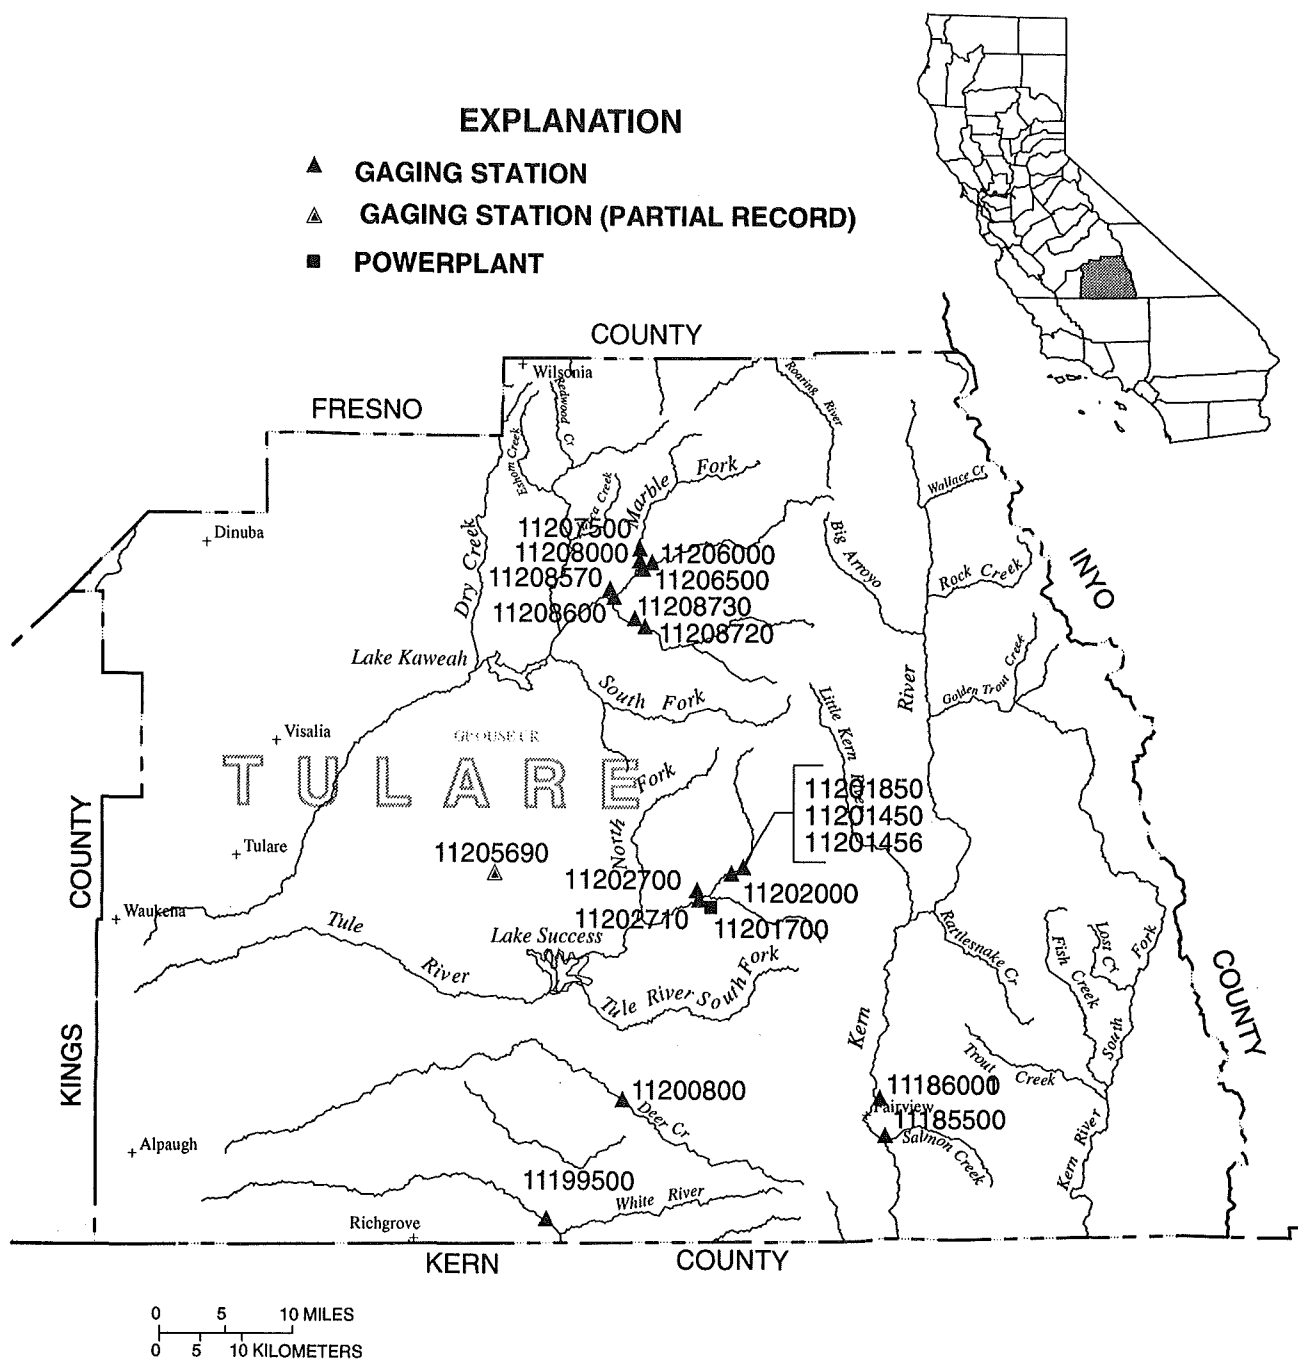 EXPLANATION
GAGING STATION
GAGING STATION (PARTIAL RECORD)
POWERPLANT
COUNTY
FRESNO
Wilsonia
Redwood Cr
Roaring River
Eshom Creek
Marble Fork
Wallace Cr
Dinuba
Dry Creek
11207500
11208000
11206000
11208570
11206500
11208600
11208730
11208720
Big Arroyo
Rock Creek
INYO
Lake Kaweah
South Fork
Golden Trout Creek
River
Little Kern River
Visalia
GROUSE CR
TULARE
North Fork
11201850
11201450
11201456
COUNTY
Tulare
11205690
11202700
11202000
11202710
11201700
Waukena
Tule River
Lake Success
Tule River South Fork
Rattlesnake Cr
Fish Creek
Lost Cr
South Fork
COUNTY
Kern
KINGS
Trout Creek
11200800
Deer Cr
11186000
Fairview
11185500
Salmon Creek
Kern River
Alpaugh
11199500
White River
Richgrove
KERN COUNTY
0 5 10 MILES
0 5 10 KILOMETERS